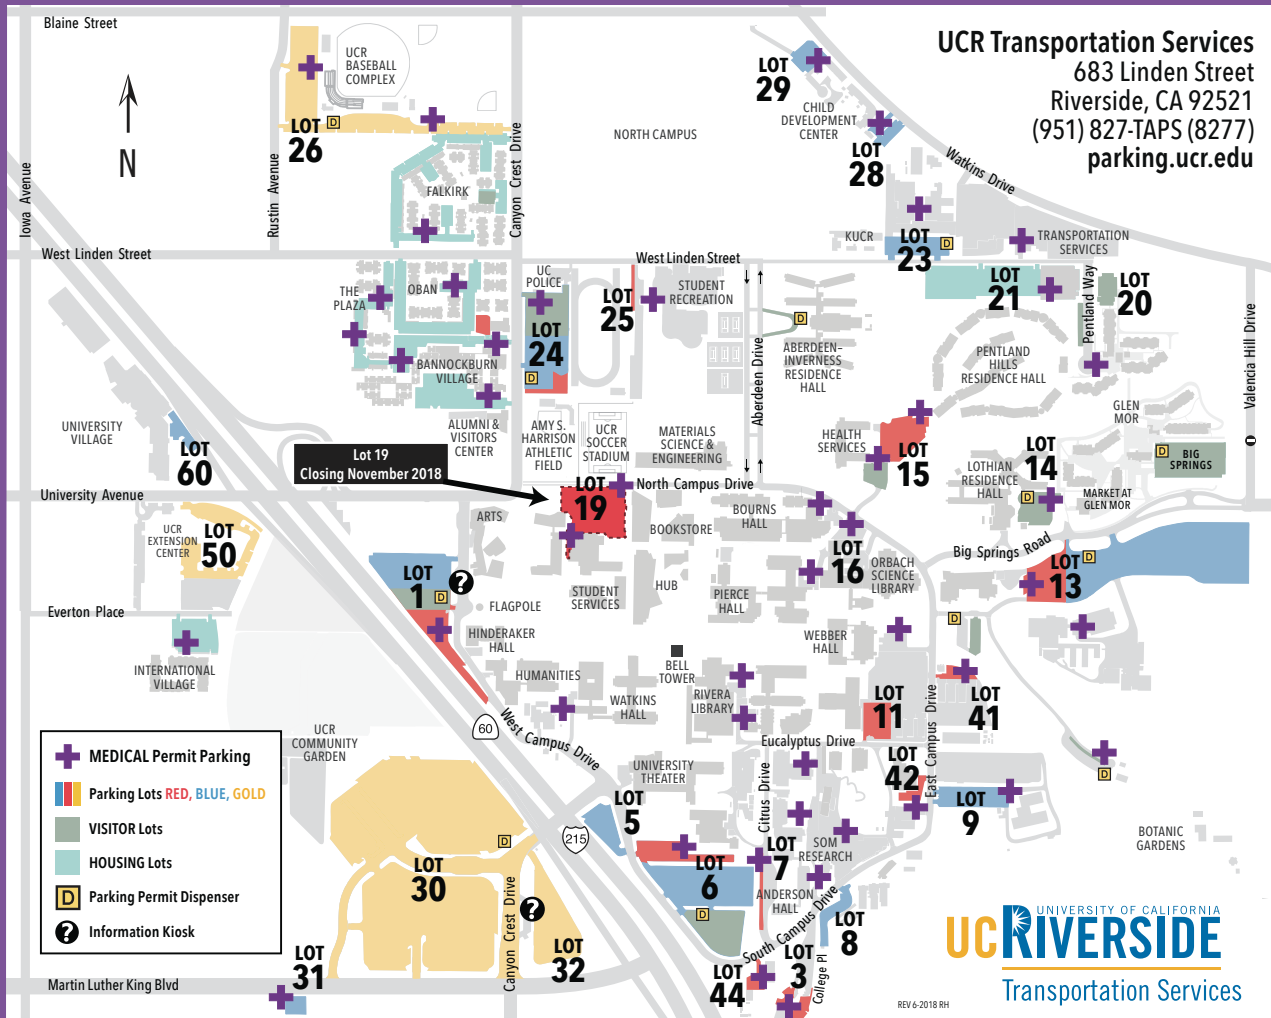 Blaine Street
UCR Transportation Services
683 Linden Street
Riverside, CA 92521
(951) 827-TAPS (8277)
parking.ucr.edu
UCR
BASEBALL
COMPLEX
LOT
26
D
N
Iowa Avenue
Rustin Avenue
Canyon Crest Drive
FALKIRK
NORTH CAMPUS
LOT
29
CHILD
DEVELOPMENT
CENTER
LOT
28
Watkins Drive
West Linden Street
West Linden Street
KUCR
LOT
23
D
TRANSPORTATION
SERVICES
THE
PLAZA
OBAN
UC
POLICE
LOT
24
D
LOT
25
STUDENT
RECREATION
LOT
21
Pentland Way
LOT
20
Valencia Hill Drive
BANNOCKBURN
VILLAGE
Aberdeen Drive
D
ABERDEEN–
INVERNESS
RESIDENCE
HALL
PENTLAND
HILLS
RESIDENCE HALL
GLEN
MOR
UNIVERSITY
VILLAGE
LOT
60
ALUMNI &
VISITORS
CENTER
AMY S.
HARRISON
ATHLETIC
FIELD
UCR
SOCCER
STADIUM
MATERIALS
SCIENCE &
ENGINEERING
HEALTH
SERVICES
LOT
15
LOTHIAN
RESIDENCE
HALL
LOT
14
D
D
BIG
SPRINGS
MARKET AT
GLEN MOR
Lot 19
Closing November 2018
University Avenue
LOT
19
North Campus Drive
UCR
EXTENSION
CENTER
LOT
50
ARTS
BOOKSTORE
BOURNS
HALL
LOT
16
ORBACH
SCIENCE
LIBRARY
Big Springs Road
LOT
13
D
LOT
1
D
?
STUDENT
SERVICES
HUB
PIERCE
HALL
FLAGPOLE
Everton Place
HINDERAKER
HALL
WEBBER
HALL
D
INTERNATIONAL
VILLAGE
HUMANITIES
BELL
TOWER
WATKINS
HALL
RIVERA
LIBRARY
LOT
11
East Campus Drive
LOT
41
60
West Campus Drive
UCR
COMMUNITY
GARDEN
Eucalyptus Drive
D
MEDICAL Permit Parking
Parking Lots RED, BLUE, GOLD
VISITOR Lots
HOUSING Lots
D
Parking Permit Dispenser
?
Information Kiosk
UNIVERSITY
THEATER
Citrus Drive
LOT
42
LOT
9
LOT
5
215
D
LOT
30
Canyon Crest Drive
?
LOT
32
LOT
6
D
LOT
7
SOM
RESEARCH
ANDERSON
HALL
BOTANIC
GARDENS
LOT
8
South Campus Drive
LOT
44
LOT
3
College Pl
LOT
31
Martin Luther King Blvd
UNIVERSITY OF CALIFORNIA
UCRIVERSIDE
Transportation Services
REV 6-2018 RH